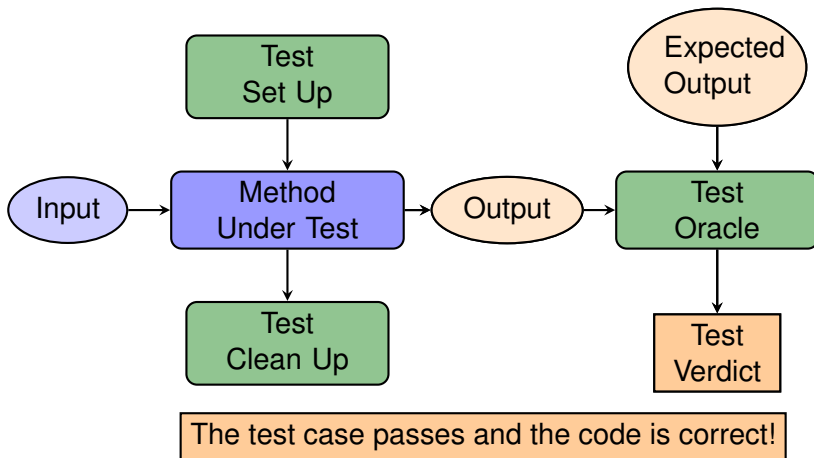 Test
Set Up
Expected
Output
Input
Method
Under Test
Output
Test
Oracle
Test
Clean Up
Test
Verdict
The test case passes and the code is correct!